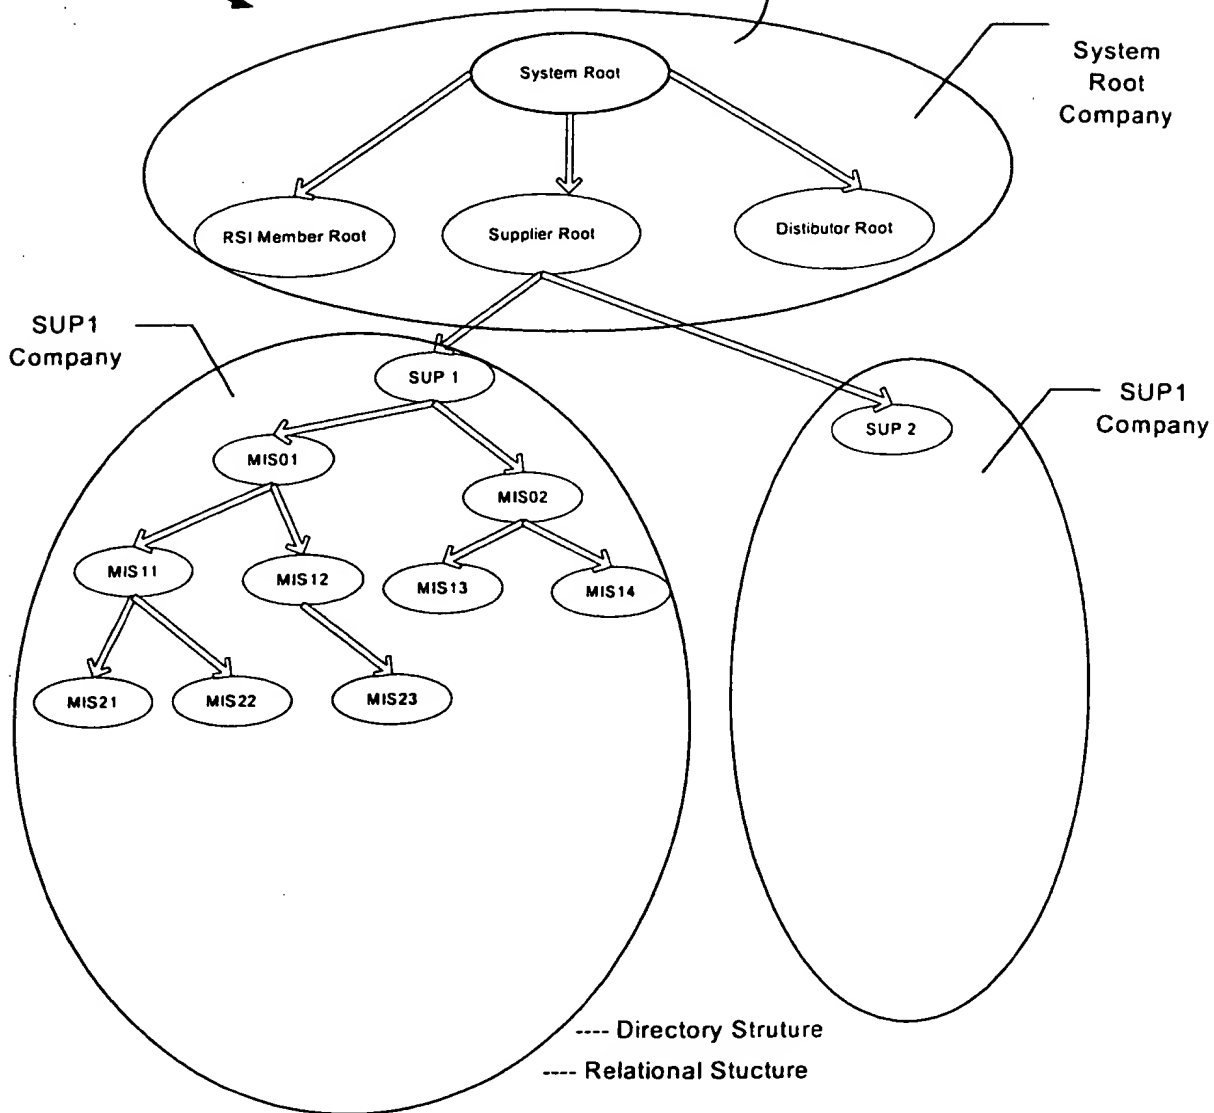 System Root
System
Root
Company
RSI Member Root
Supplier Root
Distibutor Root
SUP1
Company
SUP 1
SUP 2
SUP1
Company
MIS01
MIS02
MIS11
MIS12
MIS13
MIS14
MIS21
MIS22
MIS23
---- Directory Struture
---- Relational Stucture